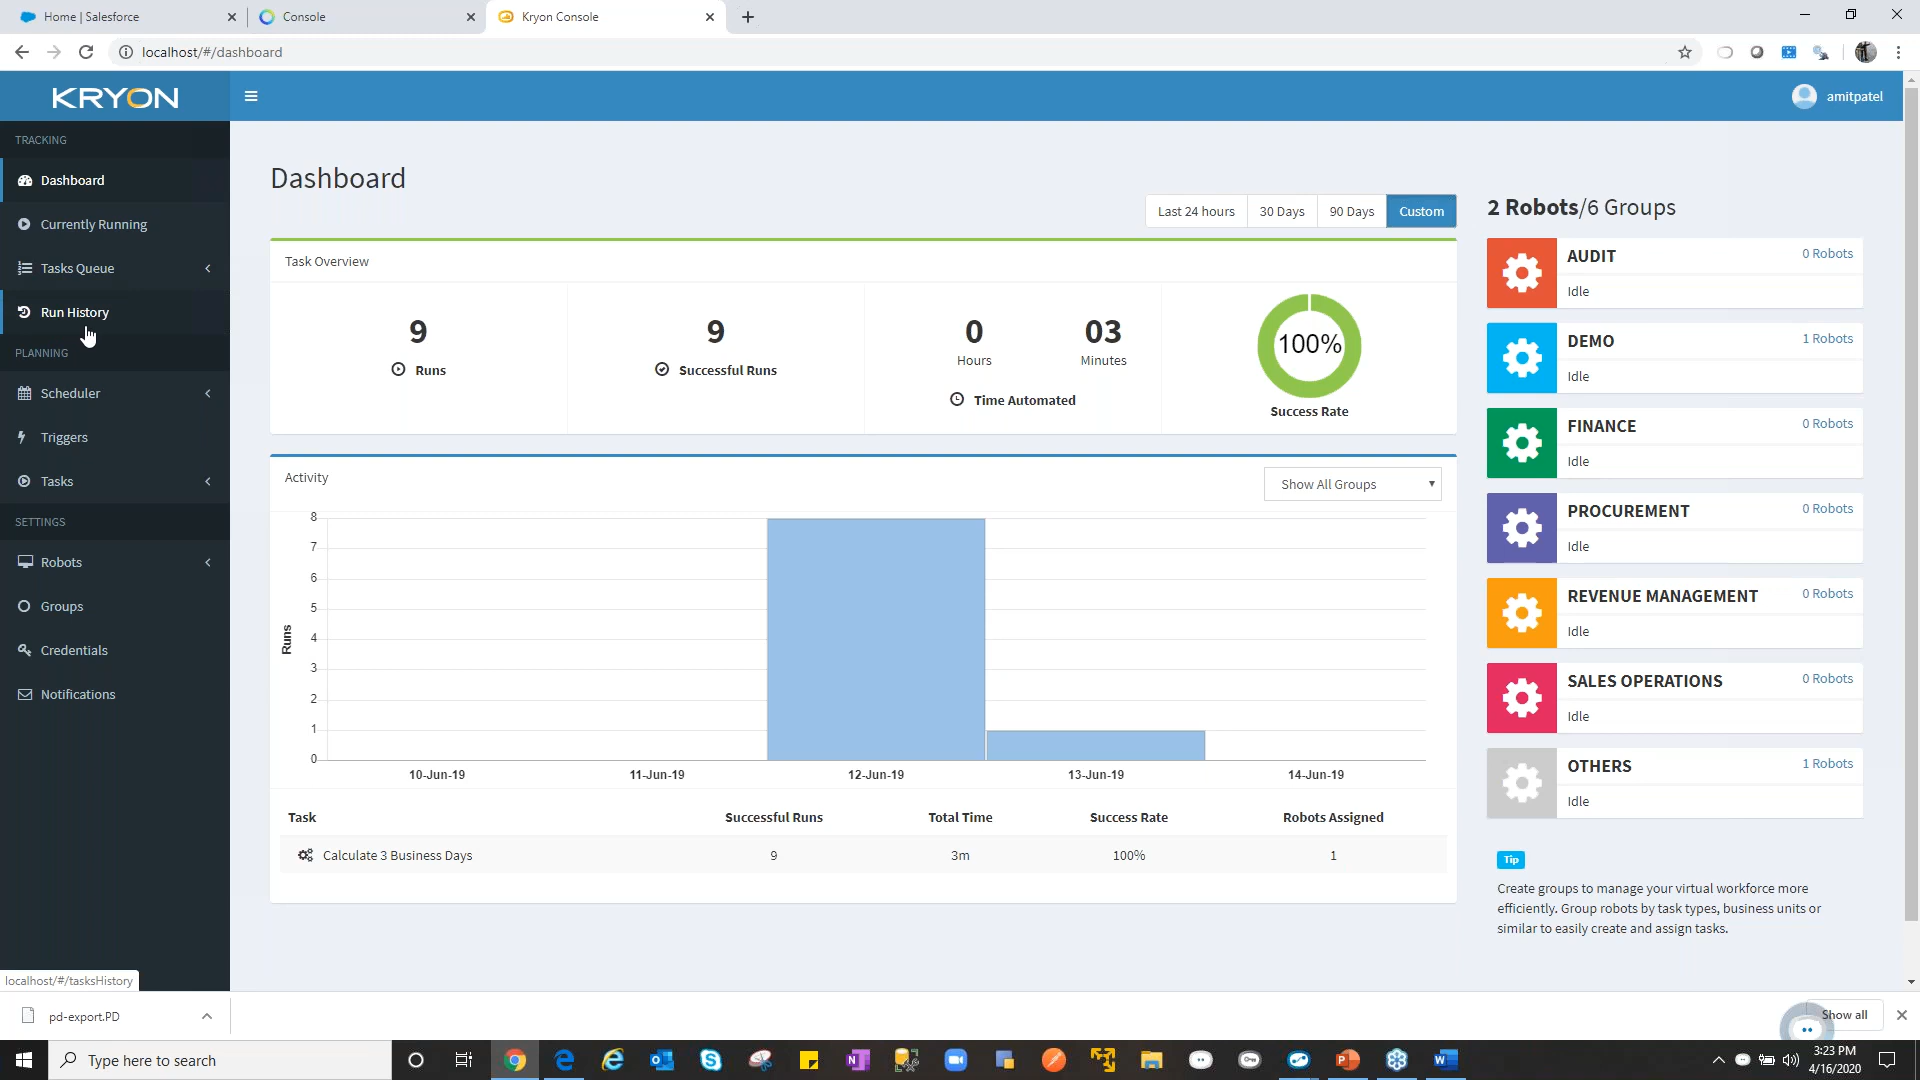 Home | Salesforce
Console
Kryon Console
localhost/#/dashboard
KRYON
amitpatel
TRACKING
Dashboard
Currently Running
Tasks Queue
Run History
PLANNING
Scheduler
Triggers
Tasks
SETTINGS
Robots
Groups
Credentials
Notifications
localhost/#/tasksHistory
Dashboard
Last 24 hours
30 Days
90 Days
Custom
Task Overview
9
Runs
9
Successful Runs
0
Hours
03
Minutes
Time Automated
100%
Success Rate
Activity
Show All Groups
Runs
8
7
6
5
4
3
2
1
0
10-Jun-19
11-Jun-19
12-Jun-19
13-Jun-19
14-Jun-19
Task Successful Runs Total Time Success Rate Robots Assigned
Calculate 3 Business Days 9 3m 100% 1
2 Robots/6 Groups
AUDIT
0 Robots
Idle
DEMO
1 Robots
Idle
FINANCE
0 Robots
Idle
PROCUREMENT
0 Robots
Idle
REVENUE MANAGEMENT
0 Robots
Idle
SALES OPERATIONS
0 Robots
Idle
OTHERS
1 Robots
Idle
Tip
Create groups to manage your virtual workforce more
efficiently. Group robots by task types, business units or
similar to easily create and assign tasks.
pd-export.PD
Show all
Type here to search
3:23 PM
4/16/2020